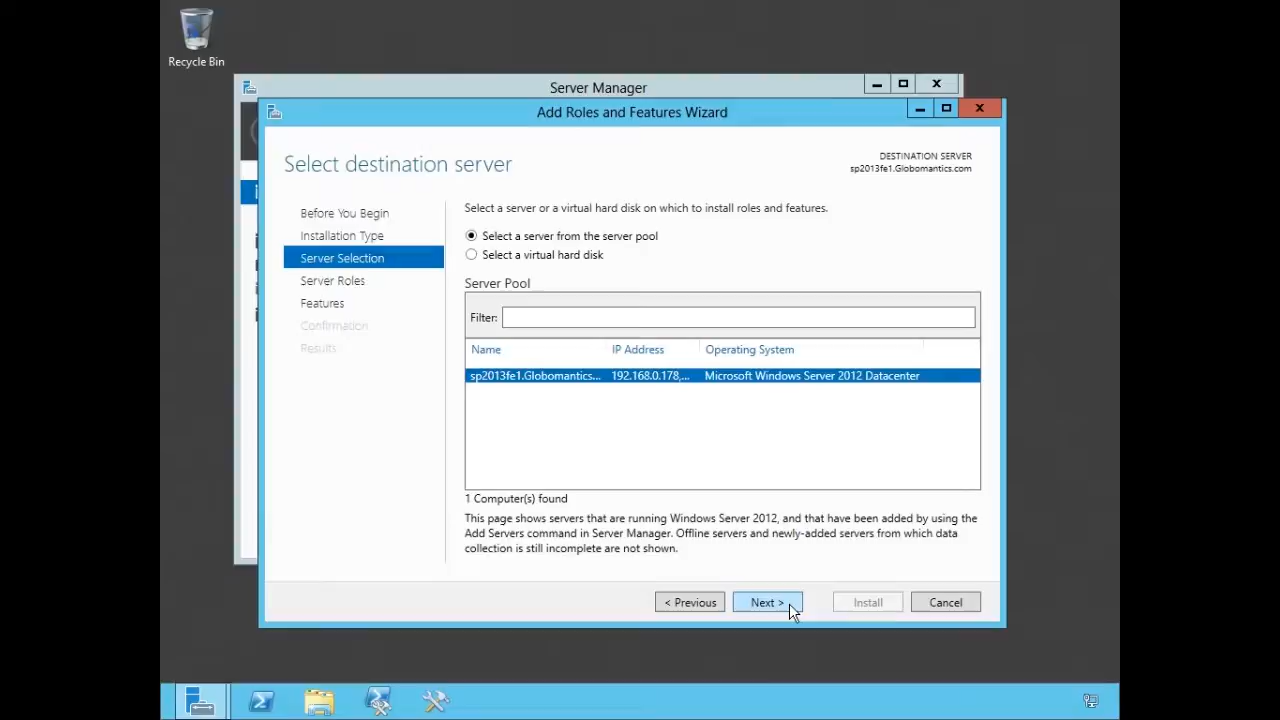 Recycle Bin
Server Manager
Add Roles and Features Wizard
Select destination server
DESTINATION SERVER
sp2013fe1.Globomantics.com
Before You Begin
Installation Type
Server Selection
Server Roles
Features
Confirmation
Results
Select a server or a virtual hard disk on which to install roles and features.
Select a server from the server pool
Select a virtual hard disk
Server Pool
Filter:
Name IP Address Operating System
sp2013fe1.Globomantics... 192.168.0.178,... Microsoft Windows Server 2012 Datacenter
1 Computer(s) found
This page shows servers that are running Windows Server 2012, and that have been added by using the
Add Servers command in Server Manager. Offline servers and newly-added servers from which data
collection is still incomplete are not shown.
< Previous Next > Install Cancel